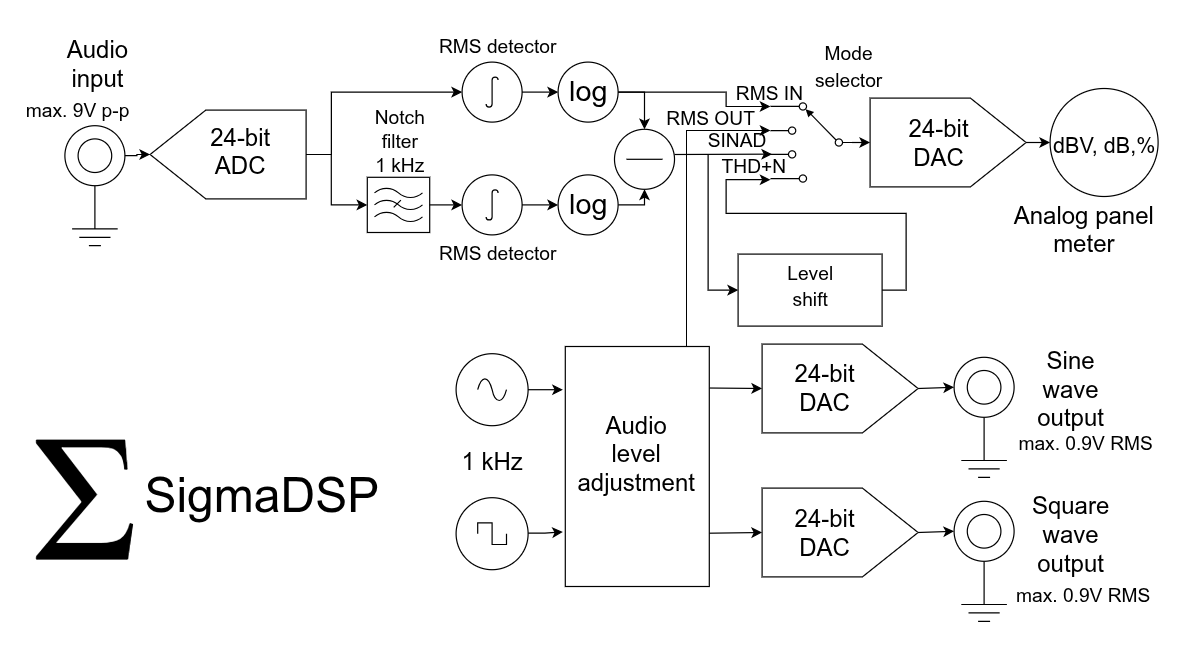 Audio
input
max. 9V p-p
24-bit
ADC
RMS detector
log
Notch
filter
1 kHz
log
RMS detector
RMS IN
RMS OUT
SINAD
THD+N
Mode
selector
24-bit
DAC
dBV, dB,%
Analog panel
meter
Level
shift
1 kHz
Audio
level
adjustment
24-bit
DAC
Sine
wave
output
max. 0.9V RMS
24-bit
DAC
Square
wave
output
max. 0.9V RMS
Σ SigmaDSP